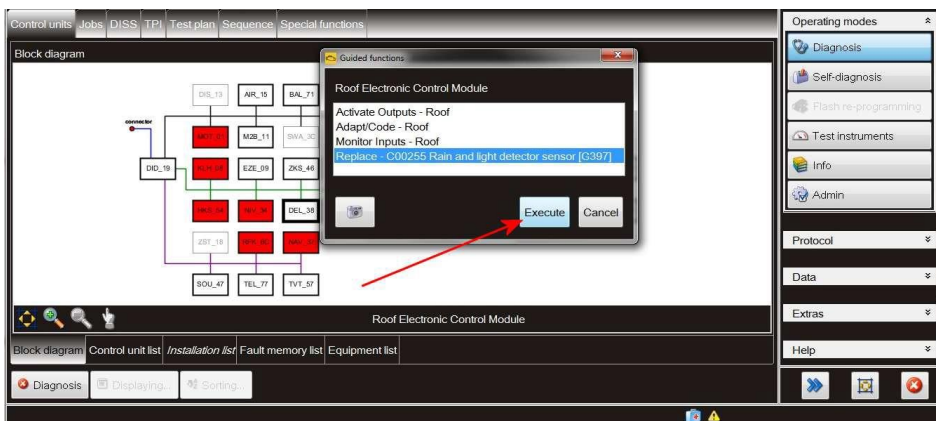 Control units Jobs DISS TPI Test plan Sequence Special functions
Block diagram
connector
DIS_13 AIR_15 BAL_71
M2B_11
DID_19 EZE_09 ZKS_46
DEL_38
ZBT_18
SOU_47 TEL_77 TVT_57
Guided functions
Roof Electronic Control Module
Activate Outputs - Roof
Adapt/Code - Roof
Monitor Inputs - Roof
Replace - C00255 Rain and light detector sensor [G397]
Execute Cancel
Roof Electronic Control Module
Block diagram Control unit list Installation list Fault memory list Equipment list
Diagnosis Displaying... Sorting...
Operating modes
Diagnosis
Self-diagnosis
Flash re-programming
Test instruments
Info
Admin
Protocol
Data
Extras
Help